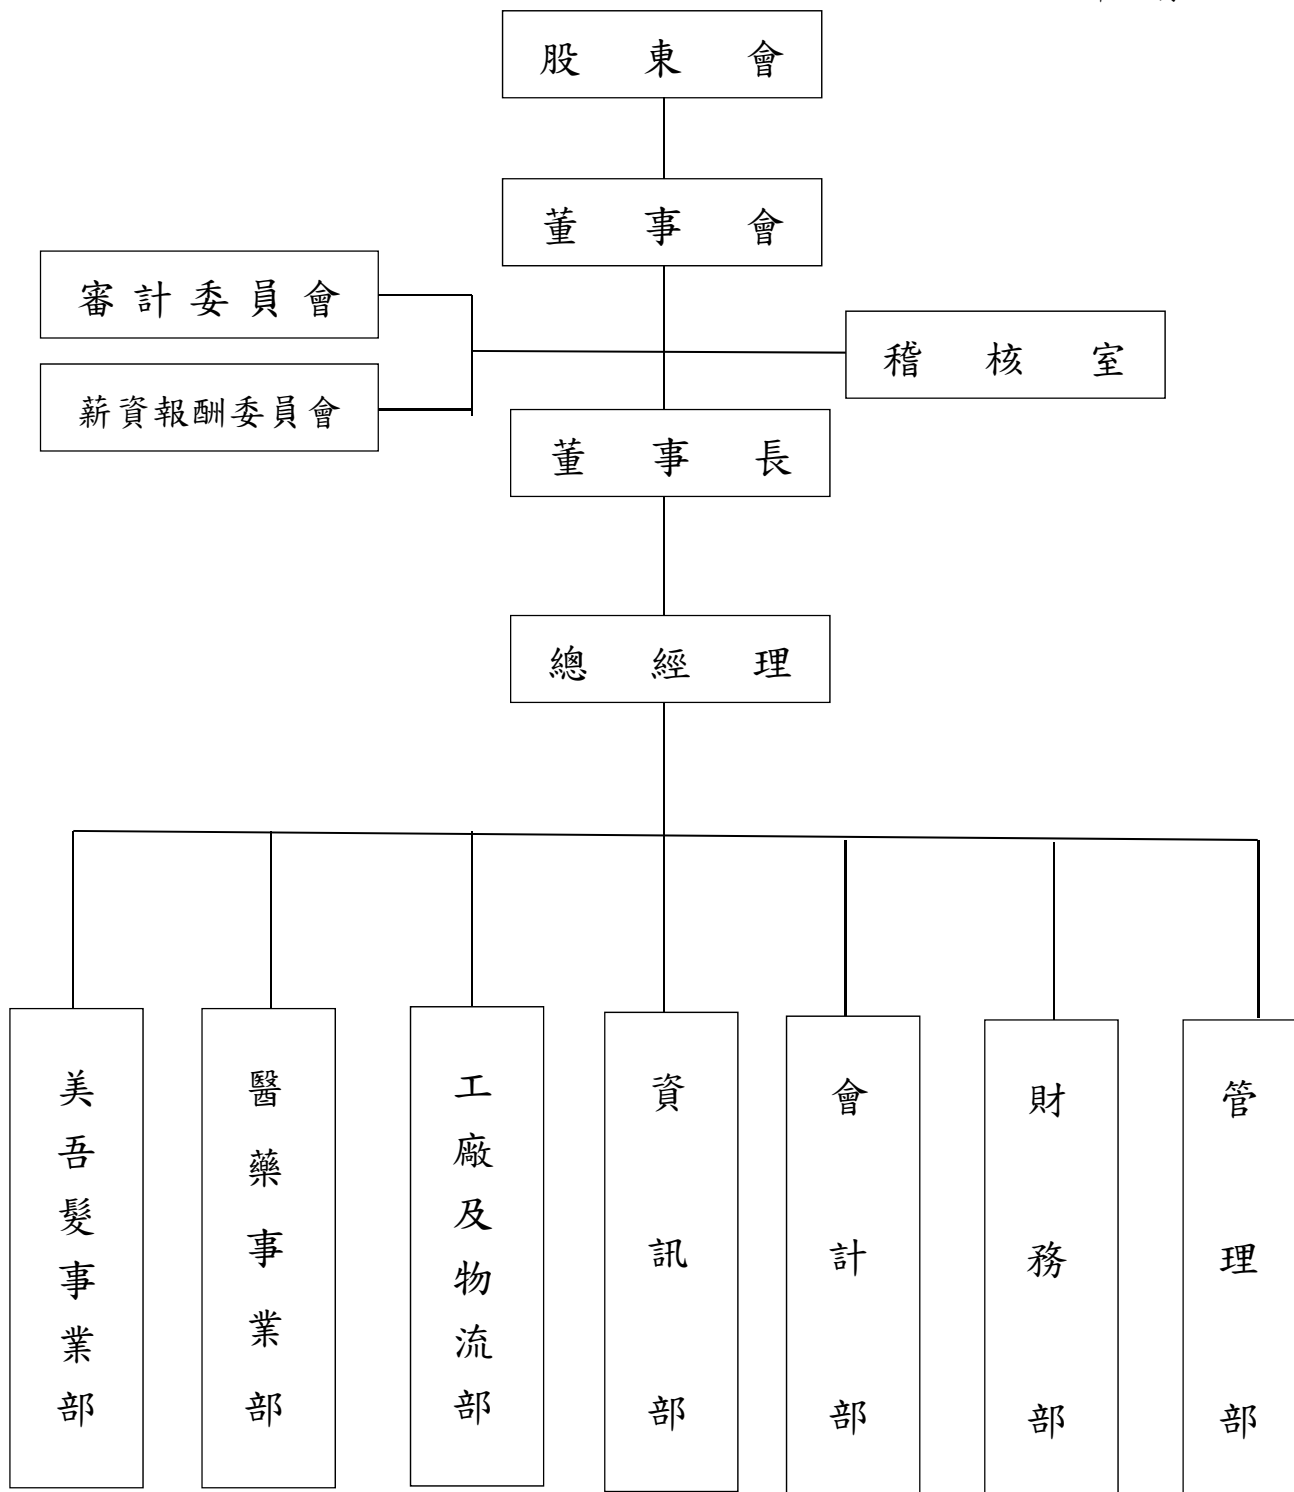 股東會
董事會
審計委員會
稽核室
薪資報酬委員會
董事長
總經理
美吾髮事業部
醫藥事業部
工廠及物流部
資訊部
會計部
財務部
管理部